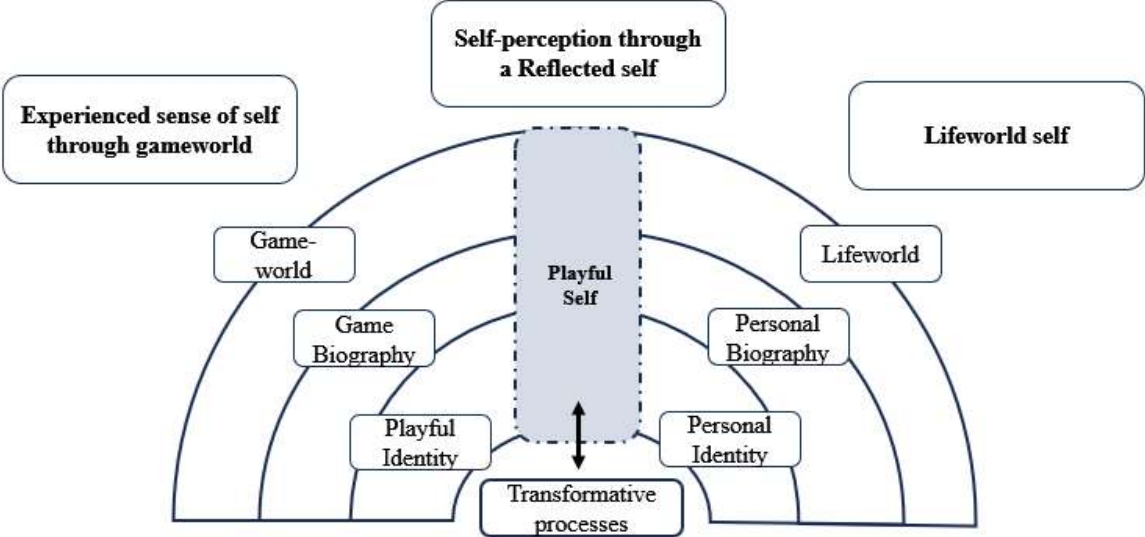 Self-perception through
a Reflected self
Experienced sense of self
through gameworld
Lifeworld self
Game-
world
Lifeworld
Playful
Self
Game
Biography
Personal
Biography
Playful
Identity
Personal
Identity
Transformative
processes